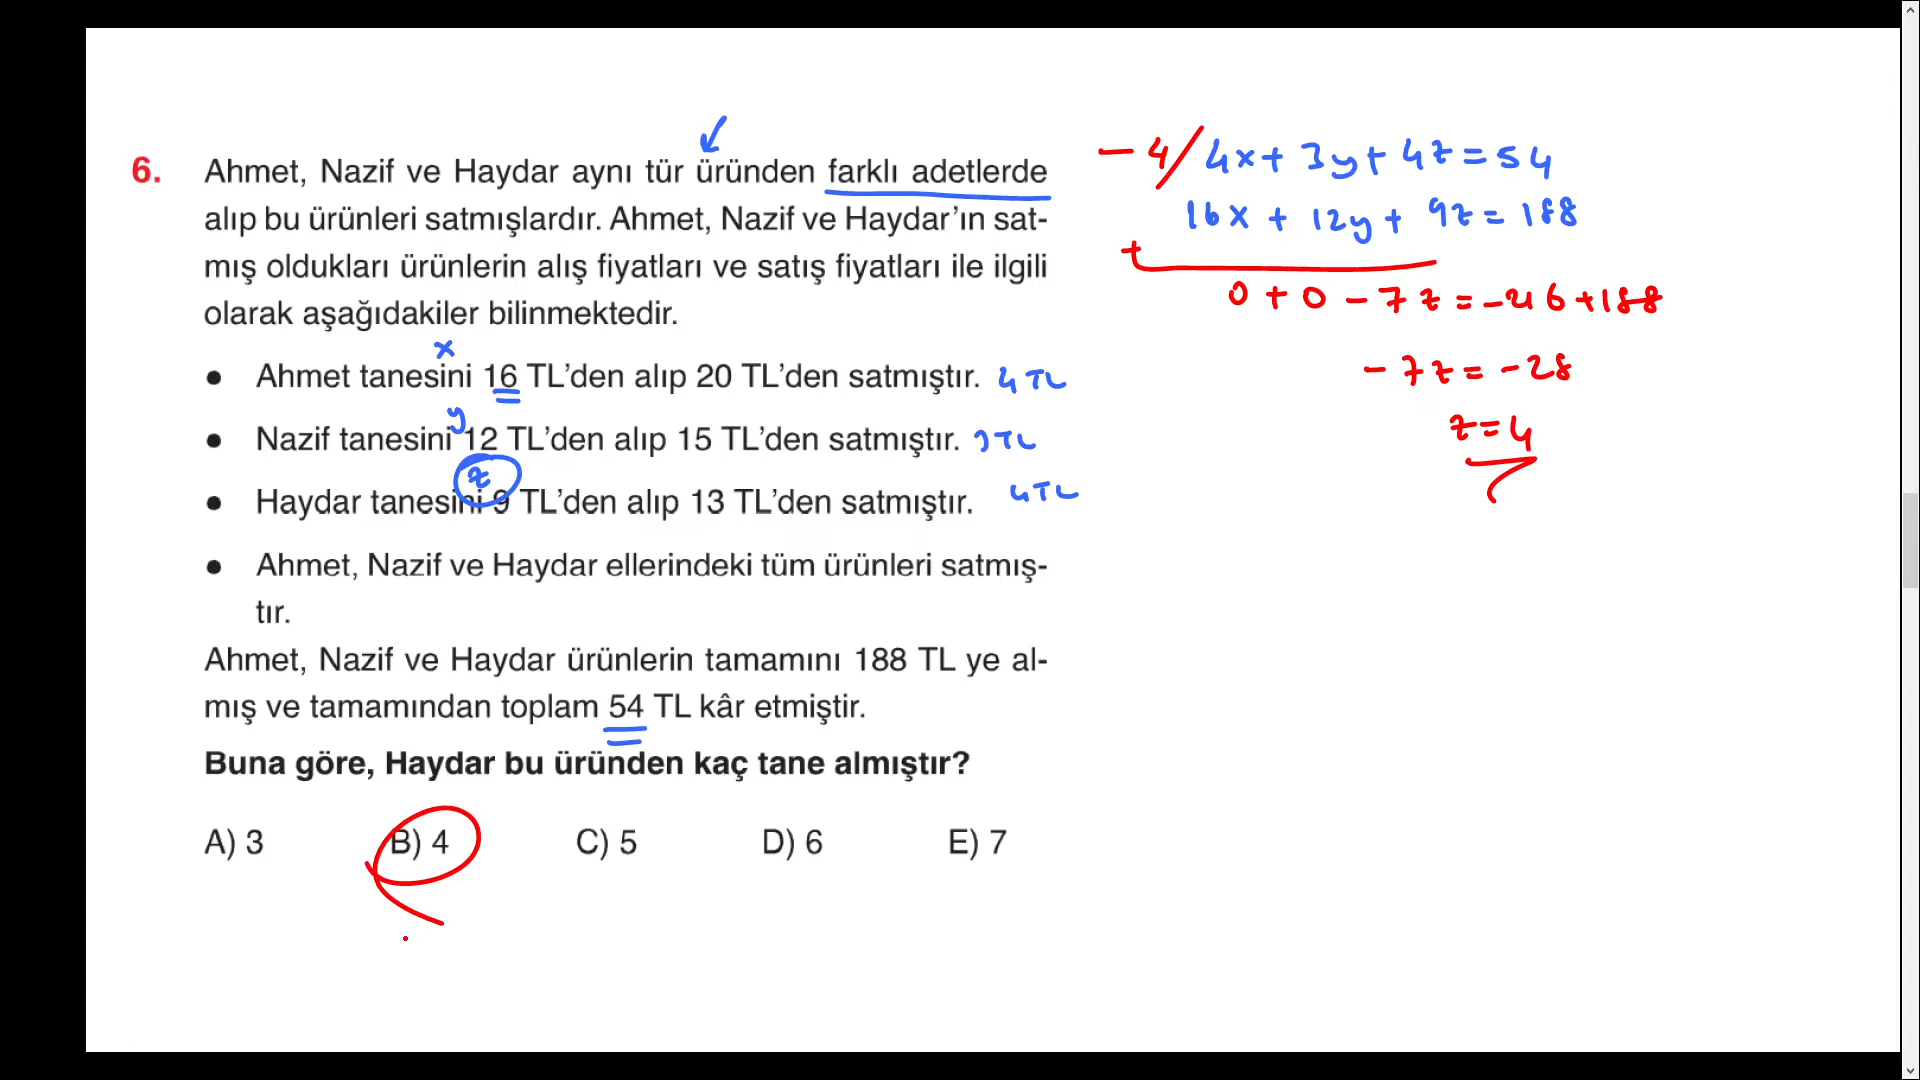 6. Ahmet, Nazif ve Haydar aynı tür üründen farklı adetlerde
alıp bu ürünleri satmışlardır. Ahmet, Nazif ve Haydar’ın sat-
mış oldukları ürünlerin alış fiyatları ve satış fiyatları ile ilgili
olarak aşağıdakiler bilinmektedir.
x
● Ahmet tanesini 16 TL’den alıp 20 TL’den satmıştır. 4 TL
y
● Nazif tanesini 12 TL’den alıp 15 TL’den satmıştır. 3 TL
z
● Haydar tanesini 9 TL’den alıp 13 TL’den satmıştır. 4 TL
● Ahmet, Nazif ve Haydar ellerindeki tüm ürünleri satmış-
tır.
Ahmet, Nazif ve Haydar ürünlerin tamamını 188 TL ye al-
mış ve tamamından toplam 54 TL kâr etmiştir.
Buna göre, Haydar bu üründen kaç tane almıştır?
A) 3 B) 4 C) 5 D) 6 E) 7
-4/ 4x + 3y + 4z = 54
16x + 12y + 9z = 188
+
0 + 0 - 7z = -216 + 188
-7z = -28
z = 4